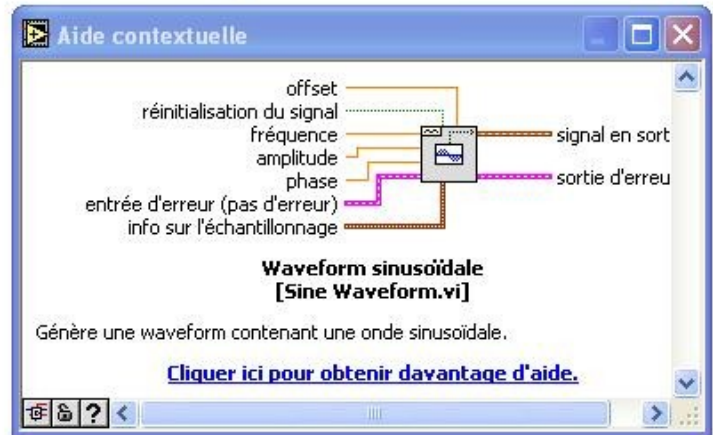 Aide contextuelle
offset
réinitialisation du signal
fréquence
amplitude
phase
entrée d'erreur (pas d'erreur)
info sur l'échantillonnage
signal en sort
sortie d'erreu
Waveform sinusoïdale
[Sine Waveform.vi]
Génère une waveform contenant une onde sinusoïdale.
Cliquer ici pour obtenir davantage d'aide.
?